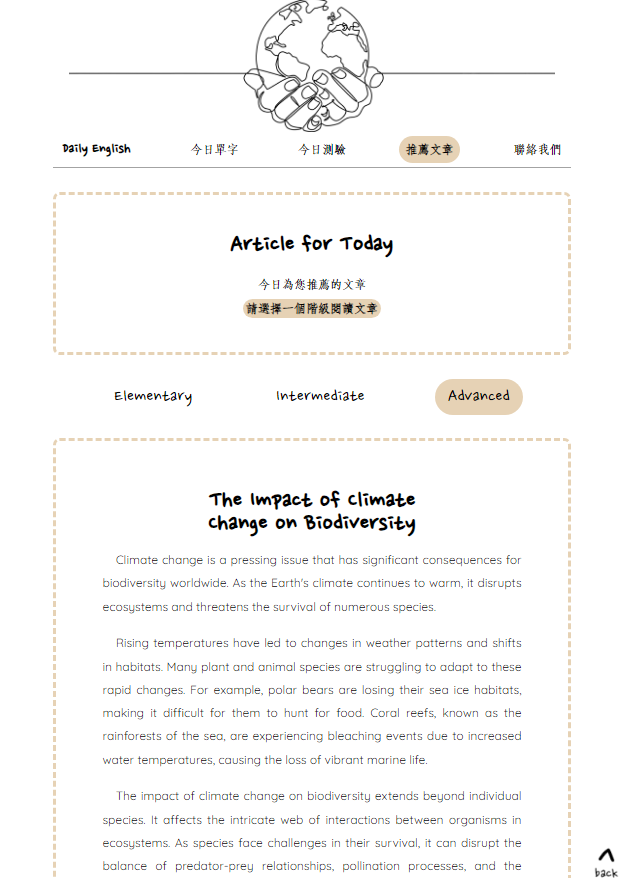 Daily English
今日單字
今日測驗
推薦文章
聯絡我們
Article for Today
今日為您推薦的文章
請選擇一個階級閱讀文章
Elementary
Intermediate
Advanced
The Impact of Climate
Change on Biodiversity
Climate change is a pressing issue that has significant consequences for
biodiversity worldwide. As the Earth's climate continues to warm, it disrupts
ecosystems and threatens the survival of numerous species.
Rising temperatures have led to changes in weather patterns and shifts
in habitats. Many plant and animal species are struggling to adapt to these
rapid changes. For example, polar bears are losing their sea ice habitats,
making it difficult for them to hunt for food. Coral reefs, known as the
rainforests of the sea, are experiencing bleaching events due to increased
water temperatures, causing the loss of vibrant marine life.
The impact of climate change on biodiversity extends beyond individual
species. It affects the intricate web of interactions between organisms in
ecosystems. As species face challenges in their survival, it can disrupt the
balance of predator-prey relationships, pollination processes, and the
back